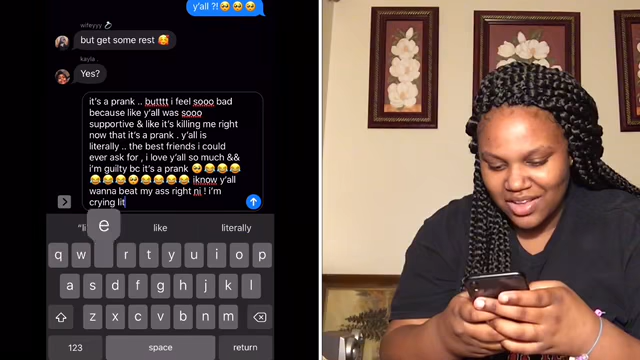 y'all ?!🥺🥺🥺
wifeyyy 💍
but get some rest 🥰
kayla .
Yes?
it's a prank .. butttt i feel sooo bad
because like y'all was sooo
supportive & like it's killing me right
now that it's a prank . y'all is
literally .. the best friends i could
ever ask for , i love y'all so much &&
i'm guilty bc it's a prank 🥺😂😂😂
😂😂😂😂🥺😂😂😂😂 iknow y'all
wanna beat my ass right ni ! i'm
crying lit
e
like literally
q w r t y u i o p
a s d f g h j k l
z x c v b n m
123 space return